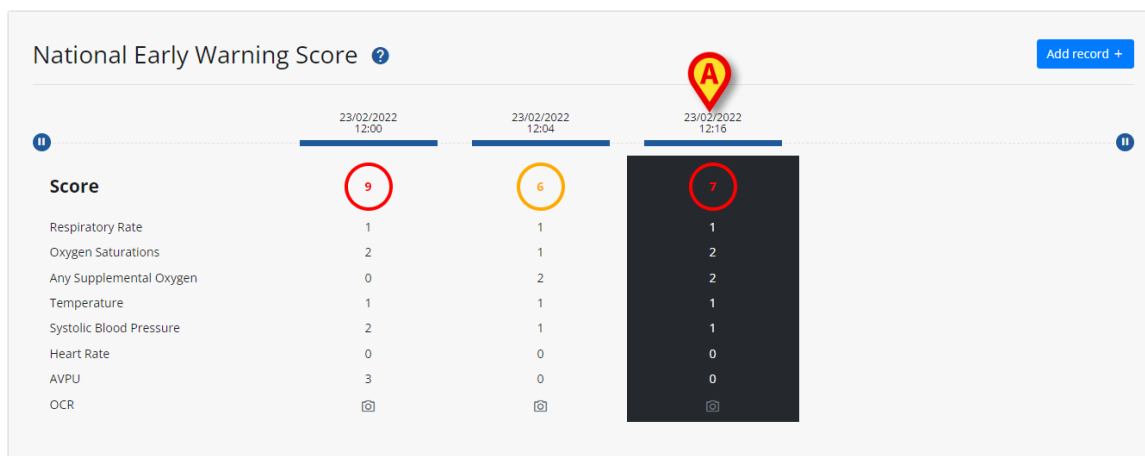 National Early Warning Score ?
Add record +
A
23/02/2022 23/02/2022 23/02/2022
12:00 12:04 12:16
Score 9 6 7
Respiratory Rate 1 1 1
Oxygen Saturations 2 1 2
Any Supplemental Oxygen 0 2 2
Temperature 1 1 1
Systolic Blood Pressure 2 1 1
Heart Rate 0 0 0
AVPU 3 0 0
OCR